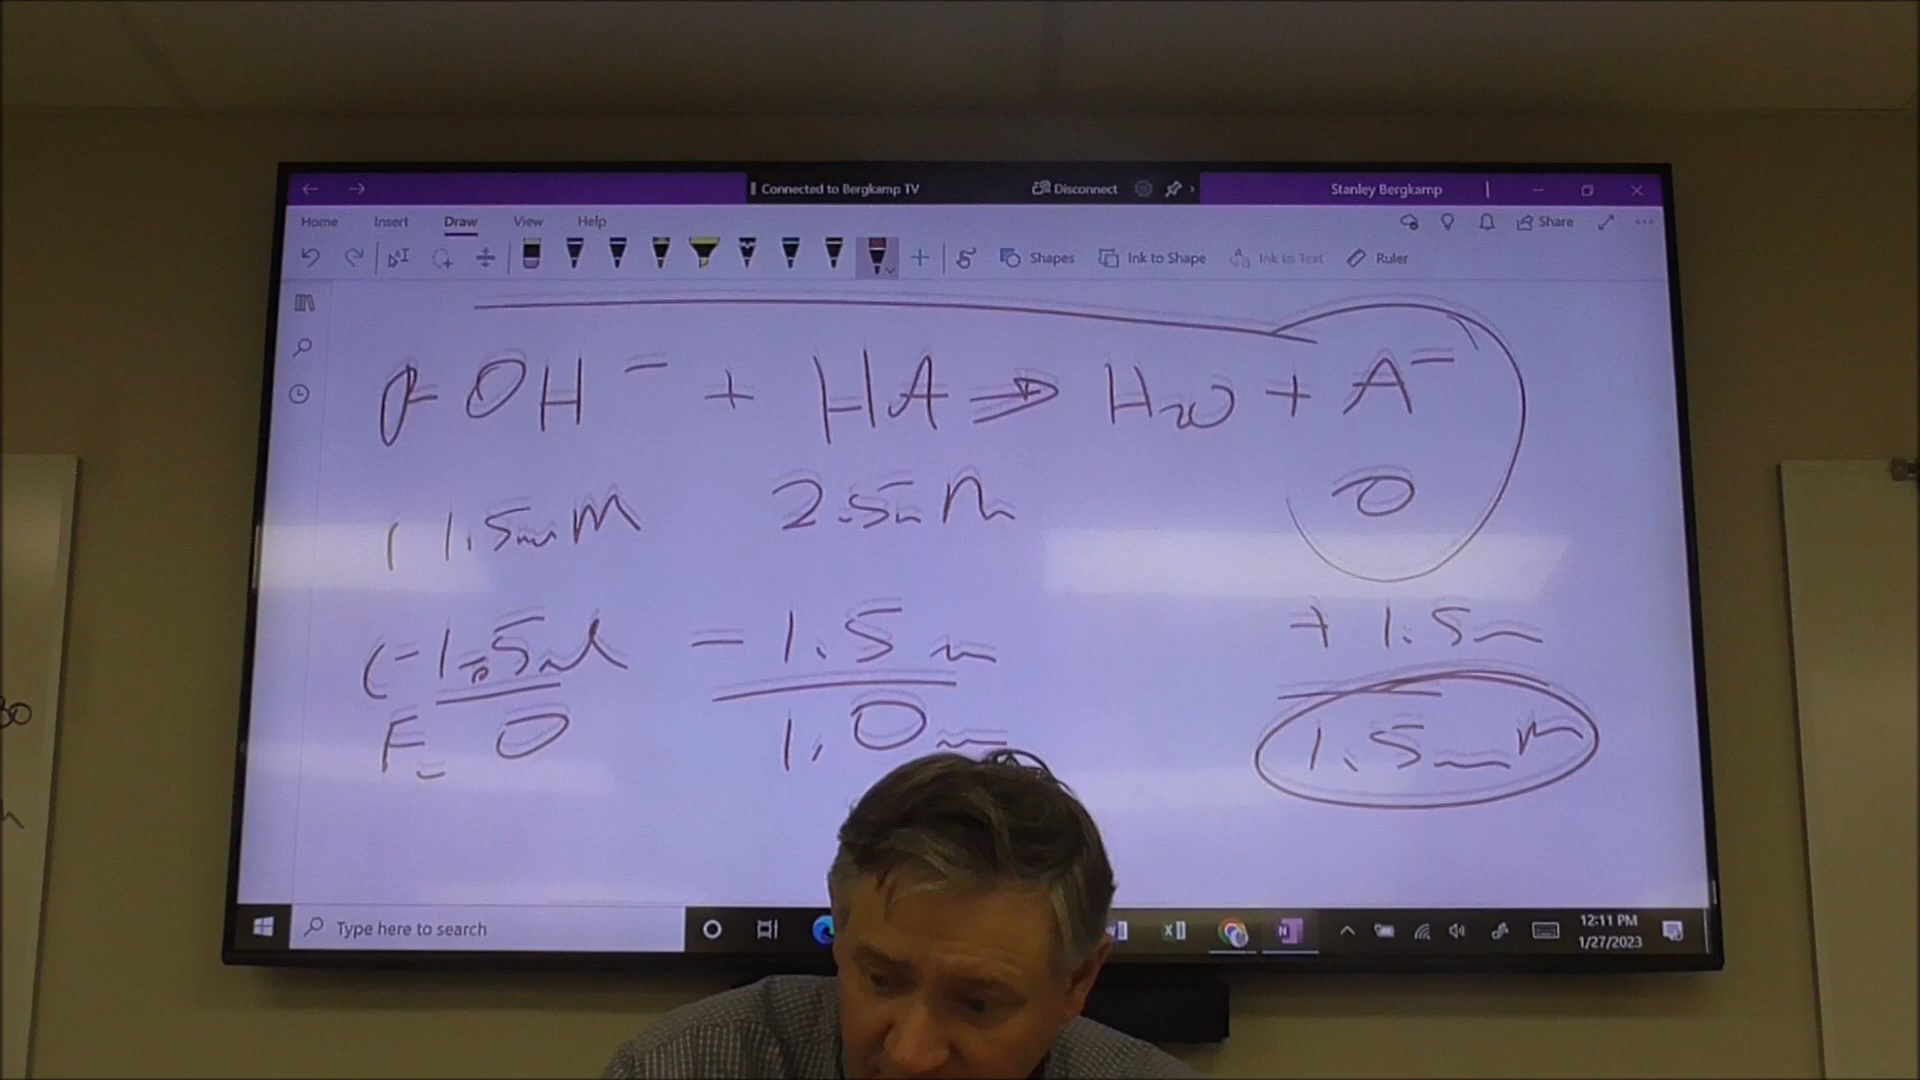 Connected to Bergkamp TV Disconnect Stanley Bergkamp
Home Insert Draw View Help Share
Shapes Ink to Shape Ink to Text Ruler
OH⁻ + HA → H₂O + A⁻
1.5 mM 2.5 m M 0
C -1.5 - 1.5 m + 1.5 m
F= 0 1.0 m 1.5 m M
Type here to search
12:11 PM
1/27/2023